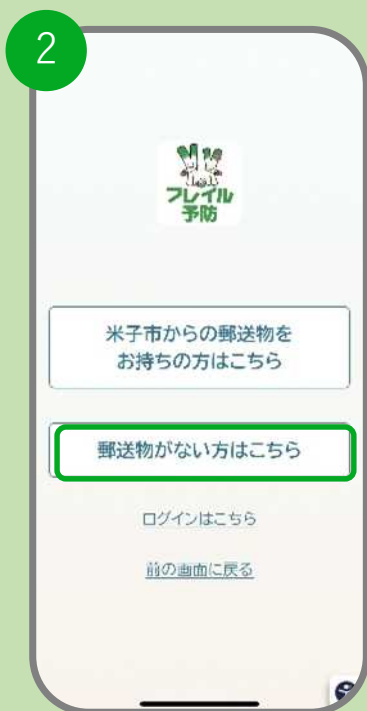 2
フレイル
予防
米子市からの郵送物を
お持ちの方はこちら
郵送物がない方はこちら
ログインはこちら
前の画面に戻る